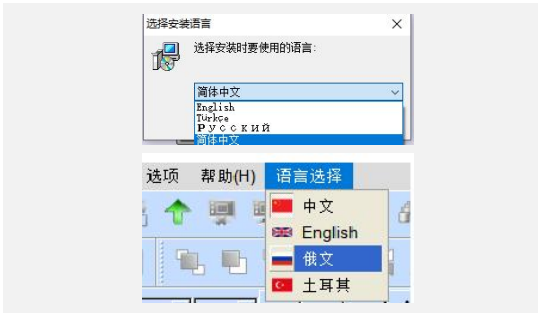 选择安装语言
选择安装时要使用的语言:
简体中文
English
Türkçe
Русский
简体中文
选项 帮助(H) 语言选择
中文
English
俄文
土耳其